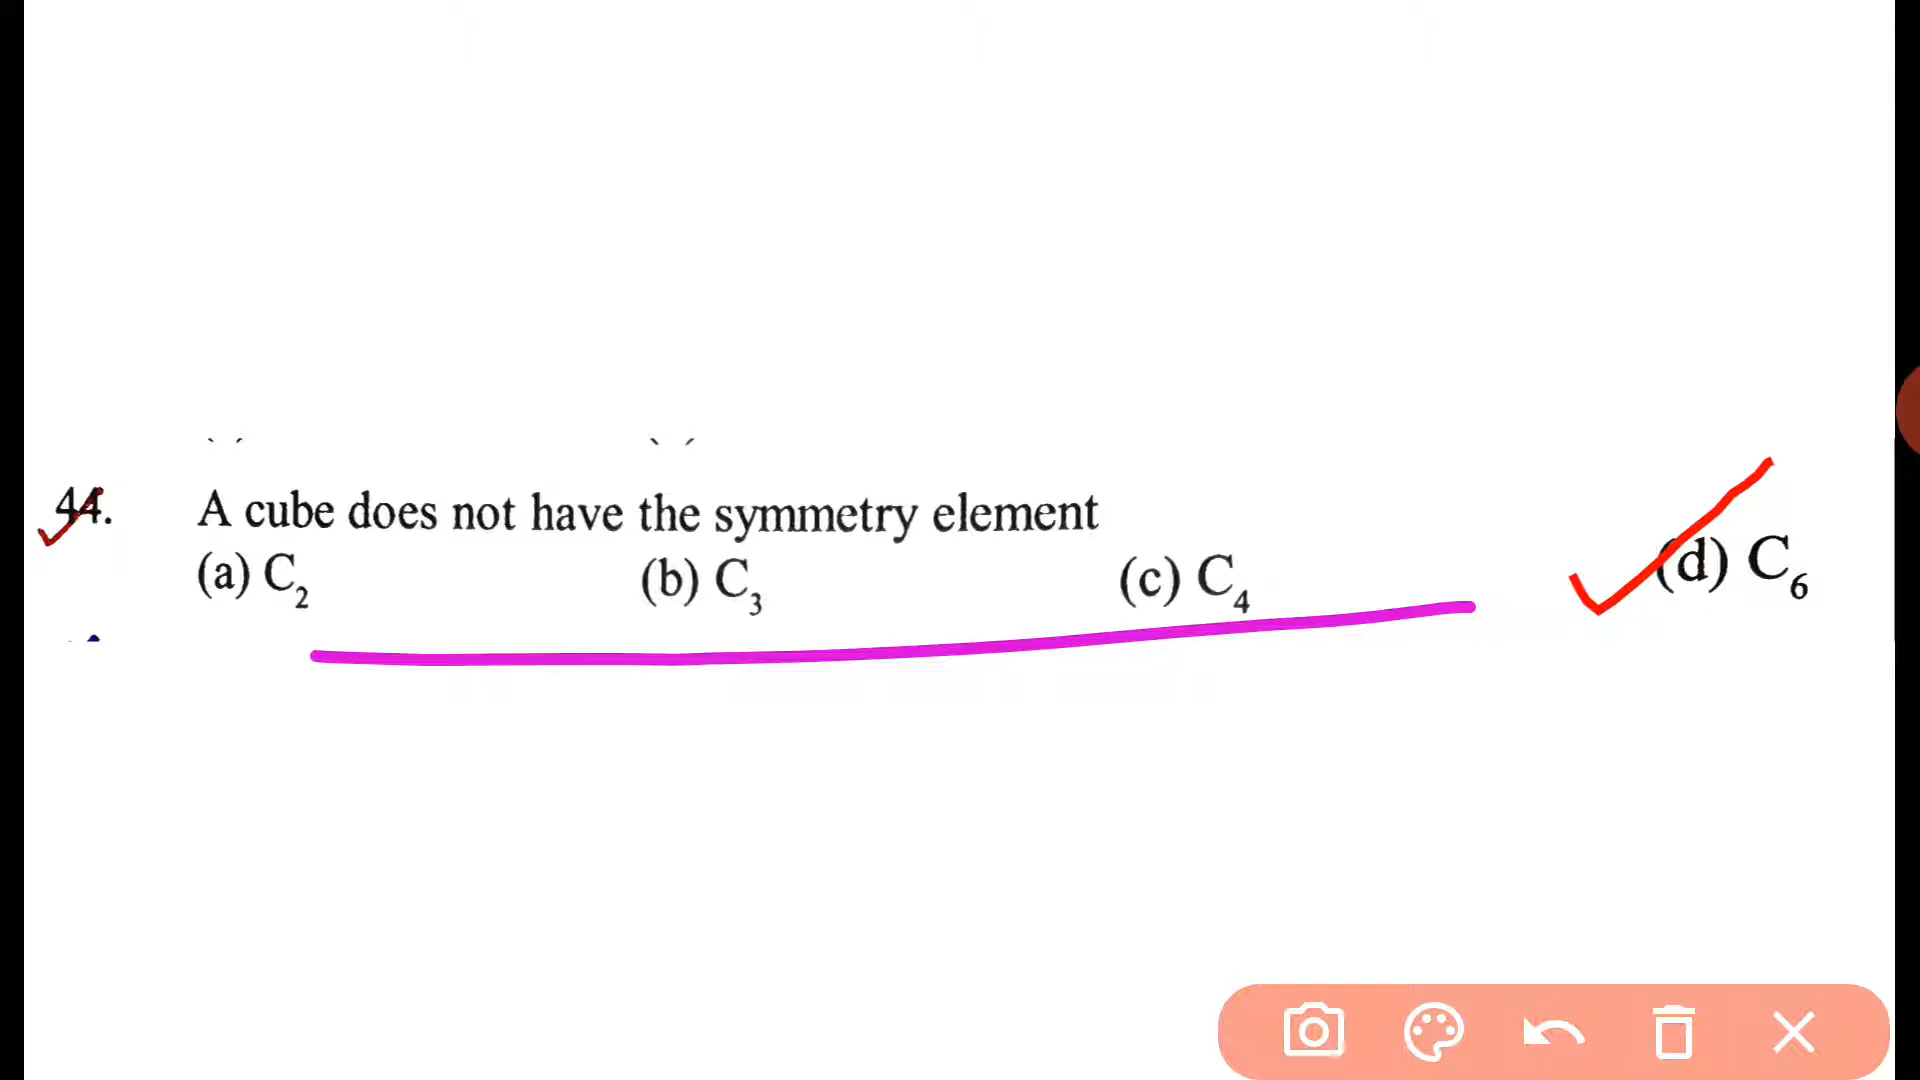 44. A cube does not have the symmetry element
(a) C₂ (b) C₃ (c) C₄ (d) C₆